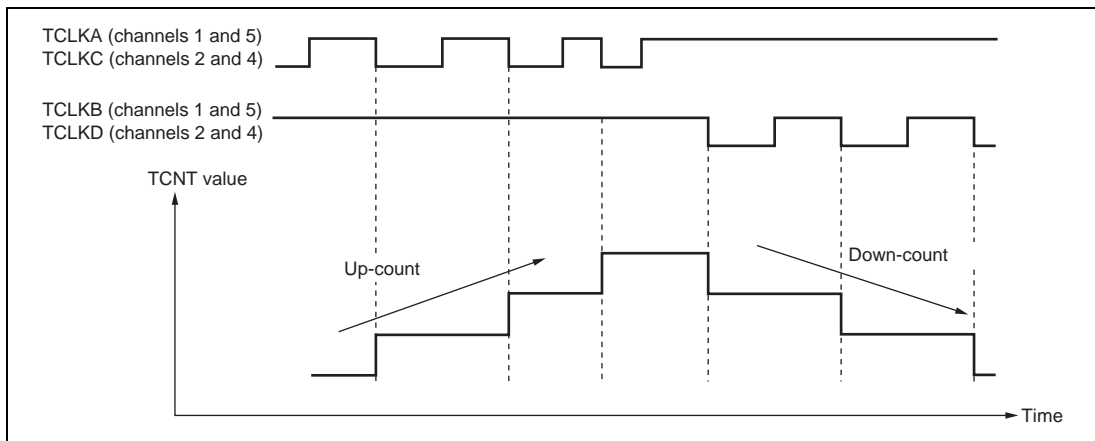 TCLKA (channels 1 and 5)
TCLKC (channels 2 and 4)
TCLKB (channels 1 and 5)
TCLKD (channels 2 and 4)
TCNT value
Up-count
Down-count
Time